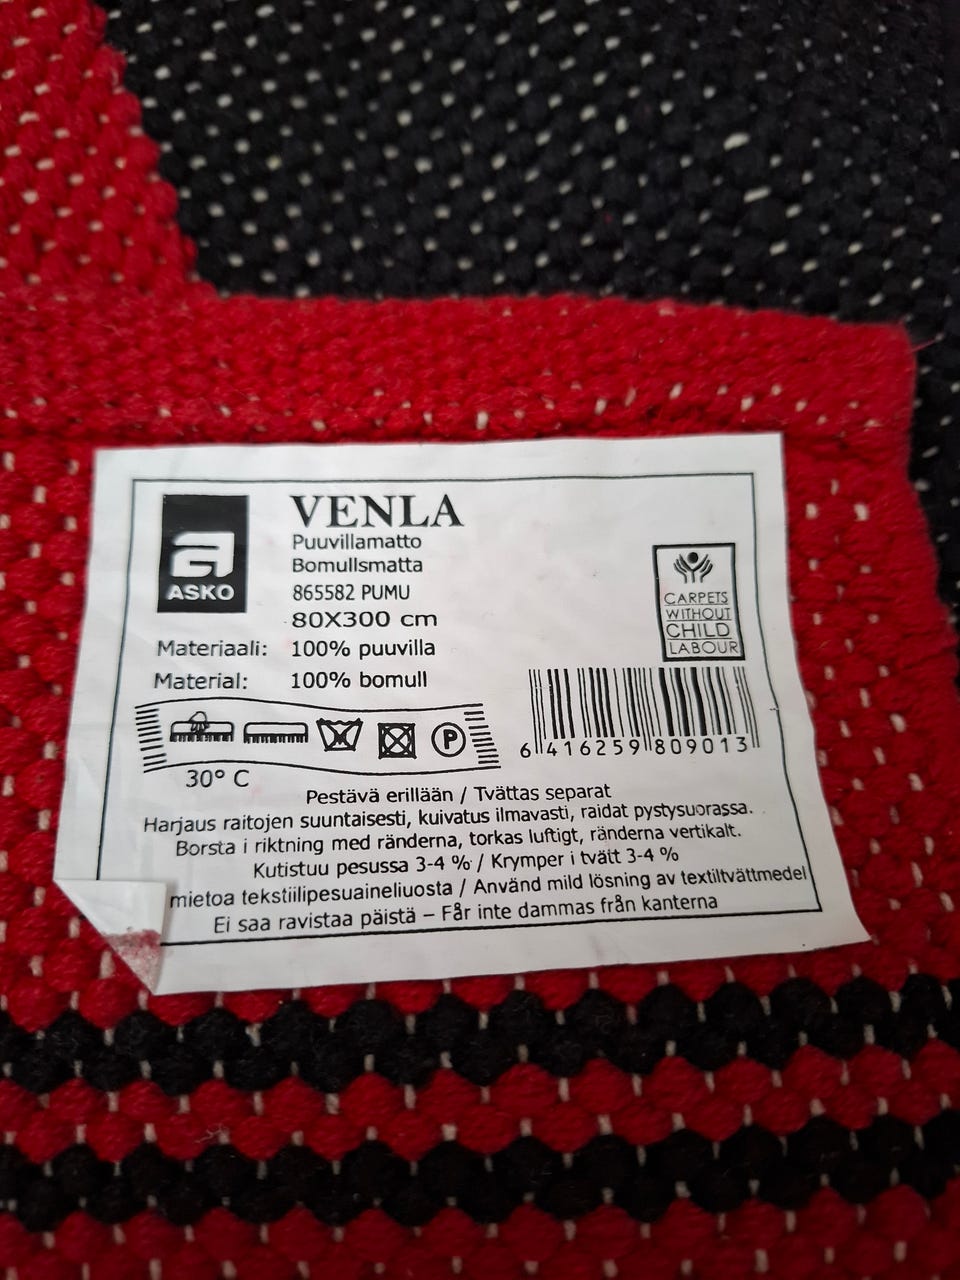 a
ASKO
VENLA
Puuvillamatto
Bomullsmatta
865582 PUMU
80X300 cm
Materiaali: 100% puuvilla
Material: 100% bomull
CARPETS
WITHOUT
CHILD
LABOUR
P
30° C
6 416259 809013
Pestävä erillään / Tvättas separat
Harjaus raitojen suuntaisesti, kuivatus ilmavasti, raidat pystysuorassa.
Borsta i riktning med ränderna, torkas luftigt, ränderna vertikalt.
Kutistuu pesussa 3-4 % / Krymper i tvätt 3-4 %
mietoa tekstiilipesuaineliuosta / Använd mild lösning av textiltvättmedel
Ei saa ravistaa päistä – Får inte dammas från kanterna